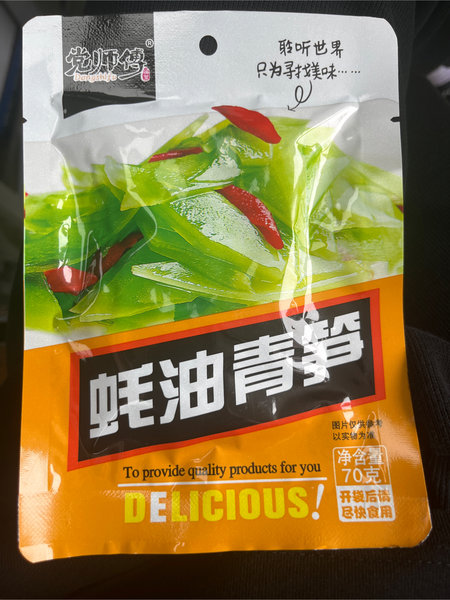 党师傅®
Dangshifu
聆听世界
只为寻找美味……
蚝油青笋
图片仅供参考
以实物为准
To provide quality products for you
DELICIOUS!
净含量
70克
开袋后请
尽快食用